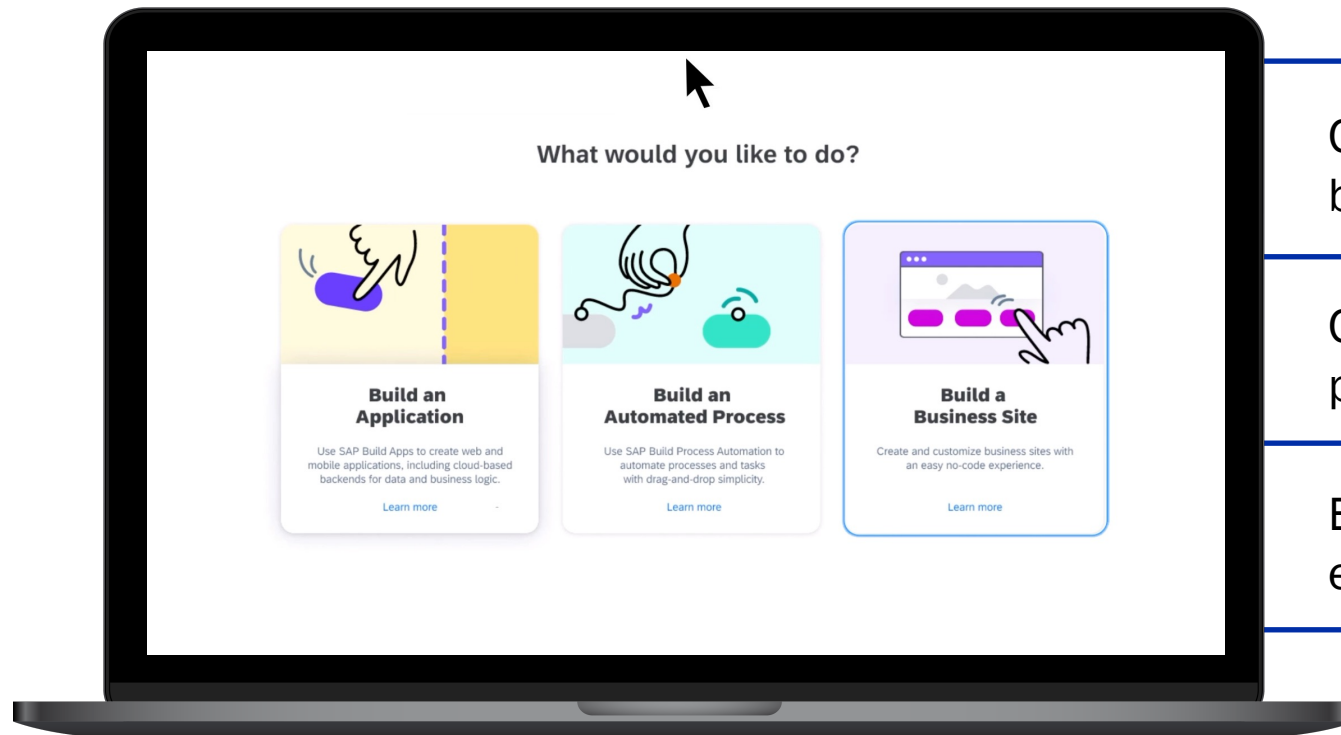 What would you like to do?
Build an
Application
Use SAP Build Apps to create web and
mobile applications, including cloud-based
backends for data and business logic.
Learn more
Build an
Automated Process
Use SAP Build Process Automation to
automate processes and tasks
with drag-and-drop simplicity.
Learn more
Build a
Business Site
Create and customize business sites with
an easy no-code experience.
Learn more